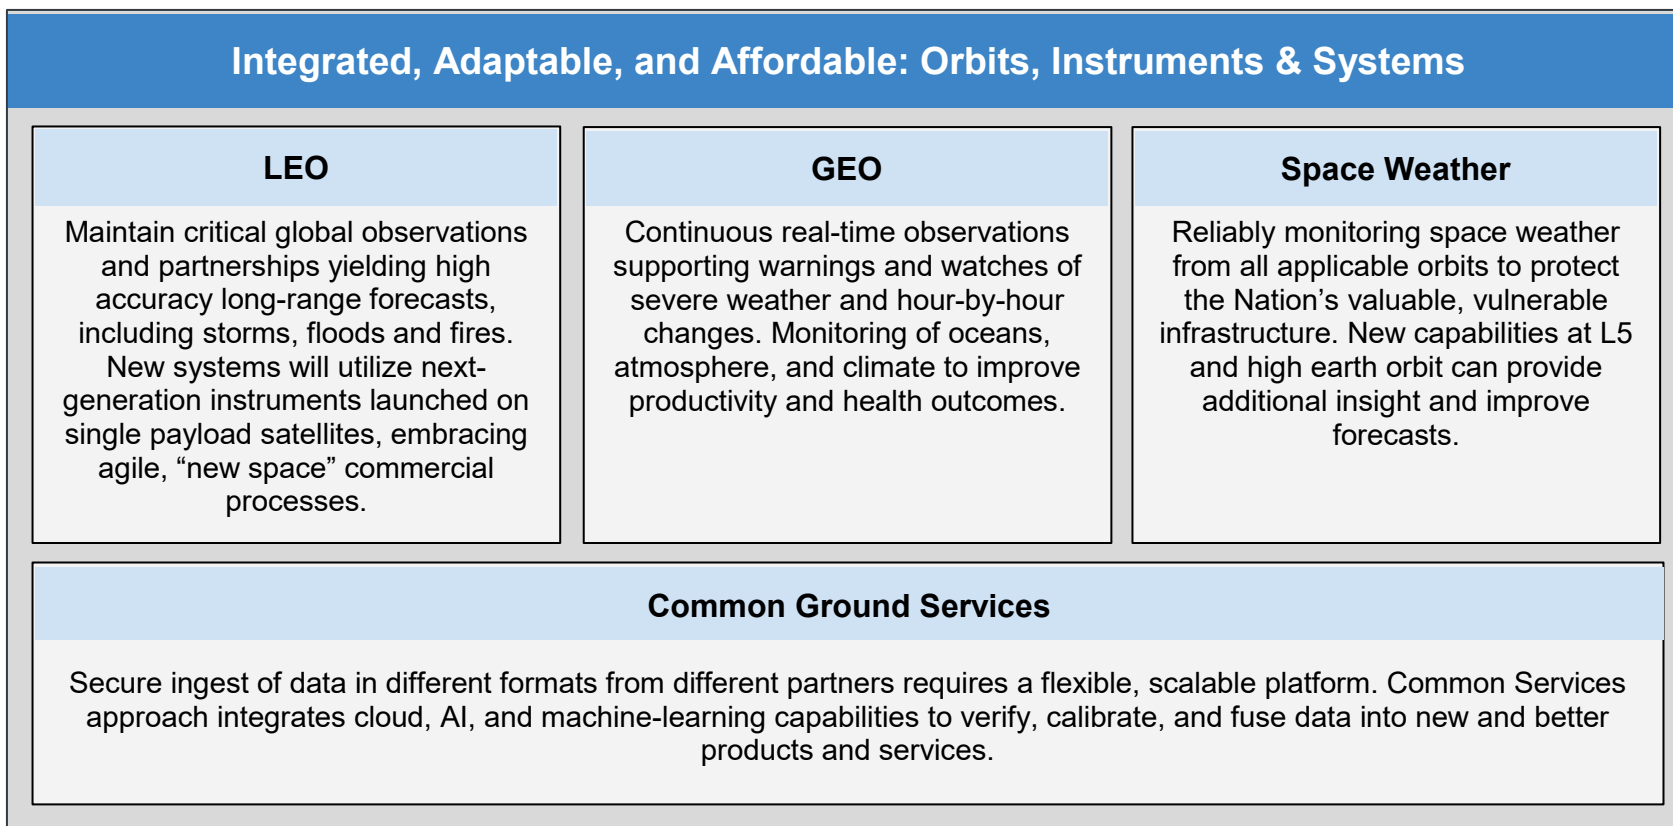 Integrated, Adaptable, and Affordable: Orbits, Instruments & Systems
LEO
Maintain critical global observations
and partnerships yielding high
accuracy long-range forecasts,
including storms, floods and fires.
New systems will utilize next-
generation instruments launched on
single payload satellites, embracing
agile, “new space” commercial
processes.
GEO
Continuous real-time observations
supporting warnings and watches of
severe weather and hour-by-hour
changes. Monitoring of oceans,
atmosphere, and climate to improve
productivity and health outcomes.
Space Weather
Reliably monitoring space weather
from all applicable orbits to protect
the Nation’s valuable, vulnerable
infrastructure. New capabilities at L5
and high earth orbit can provide
additional insight and improve
forecasts.
Common Ground Services
Secure ingest of data in different formats from different partners requires a flexible, scalable platform. Common Services
approach integrates cloud, AI, and machine-learning capabilities to verify, calibrate, and fuse data into new and better
products and services.